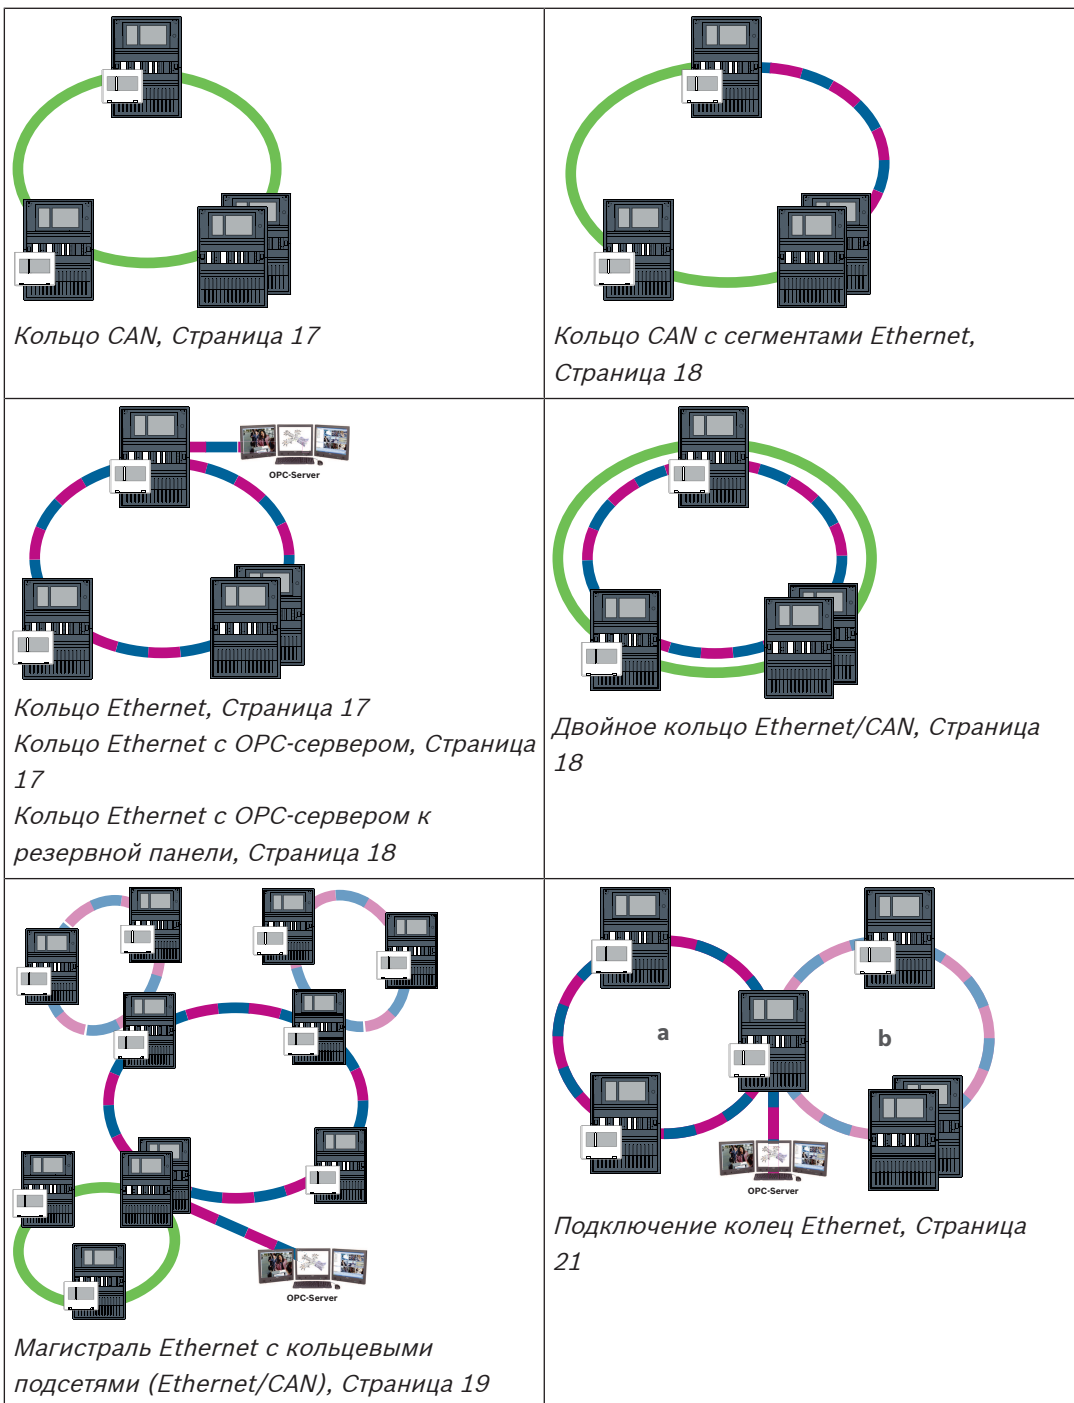 Кольцо CAN, Страница 17
Кольцо CAN с сегментами Ethernet,
Страница 18
OPC-Server
Кольцо Ethernet, Страница 17
Кольцо Ethernet с OPC-сервером, Страница
17
Кольцо Ethernet с OPC-сервером к
резервной панели, Страница 18
Двойное кольцо Ethernet/CAN, Страница
18
OPC-Server
Магистраль Ethernet с кольцевыми
подсетями (Ethernet/CAN), Страница 19
a
b
OPC-Server
Подключение колец Ethernet, Страница
21